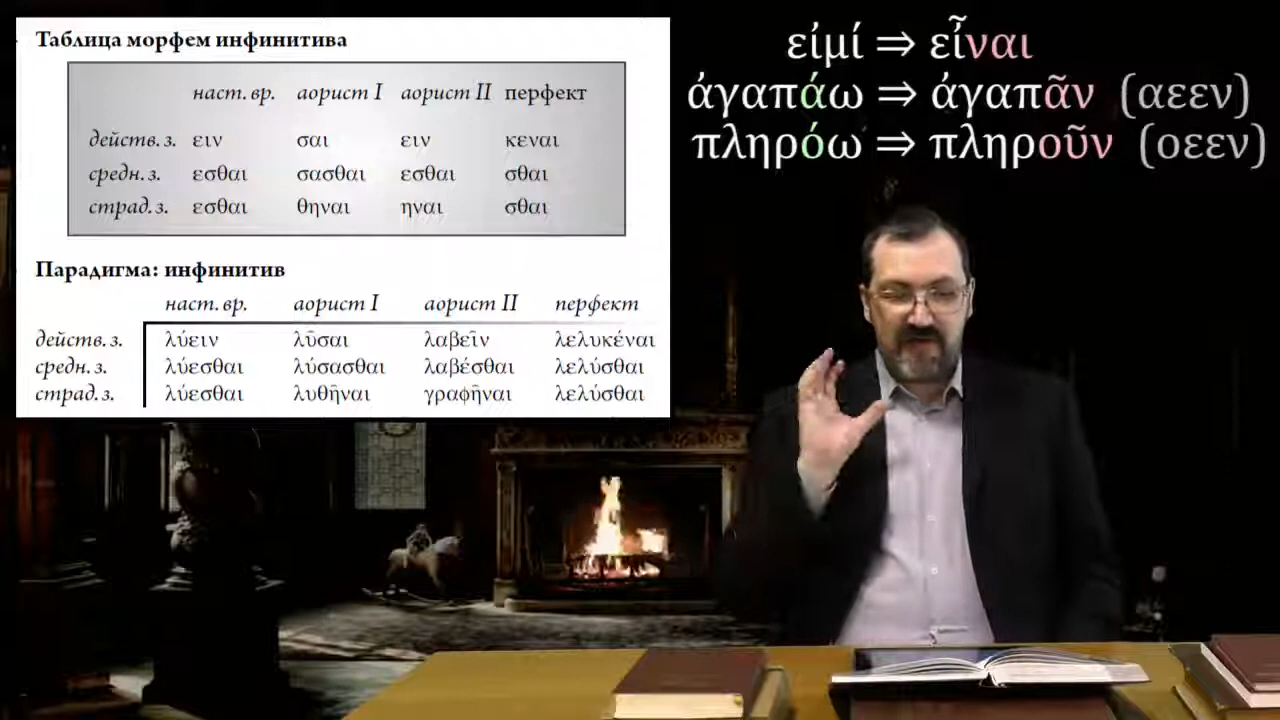 Таблица морфем инфинитива
наст. вр. аорист I аорист II перфект
действ. з. ειν σαι ειν κεναι
средн. з. εσθαι σασθαι εσθαι σθαι
страд. з. εσθαι θηναι ηναι σθαι
Парадигма: инфинитив
наст. вр. аорист I аорист II перфект
действ. з. λύειν λῦσαι λαβεῖν λελυκέναι
средн. з. λύεσθαι λύσασθαι λαβέσθαι λελύσθαι
страд. з. λύεσθαι λυθῆναι γραφῆναι λελύσθαι
εἰμί ⇒ εἶναι
ἀγαπάω ⇒ ἀγαπᾶν (αεεν)
πληρόω ⇒ πληροῦν (οεεν)